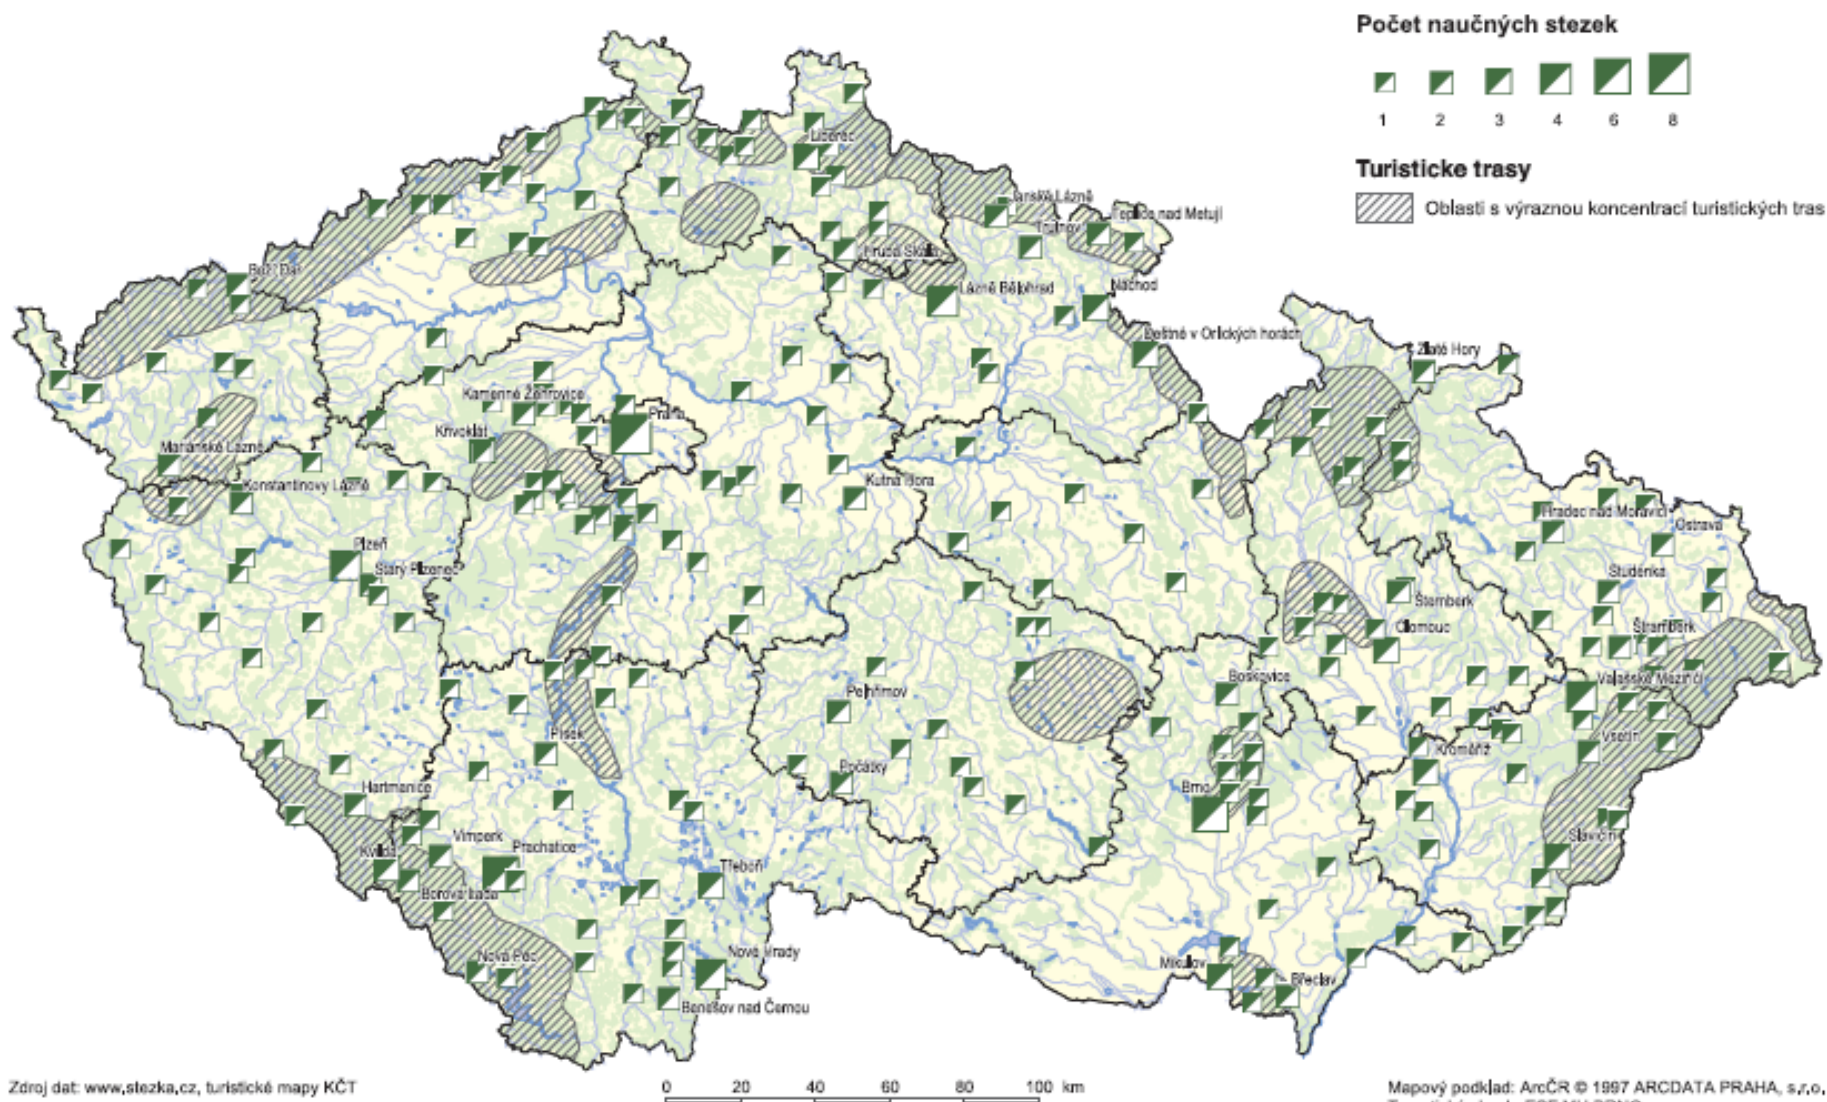 Počet naučných stezek
1 2 3 4 6 8
Turisticke trasy
Oblasti s výraznou koncentrací turistických tras
Liberec
Janské Lázně
Teplice nad Metují
Trutnov
Hrubá Skála
Boží Dar
Lázně Bělohrad
Náchod
Deštné v Orlických horách
Zlaté Hory
Kamenné Žehrovice
Praha
Křivoklát
Mariánské Lázně
Konstantinovy Lázně
Kutná Hora
Hradec nad Moravicí
Ostrava
Plzeň
Starý Plzenec
Studénka
Šternberk
Olomouc
Štramberk
Boskovice
Valašské Meziříčí
Pelhřimov
Písek
Vsetín
Kroměříž
Počátky
Hartmanice
Brno
Vimperk
Slavičín
Prachatice
Kvilda
Třeboň
Borová Lada
Nové Hrady
Nová Pec
Mikulov
Břeclav
Benešov nad Černou
Zdroj dat: www.stezka.cz, turistické mapy KČT
0 20 40 60 80 100 km
Mapový podklad: ArcČR © 1997 ARCDATA PRAHA, s.r.o.